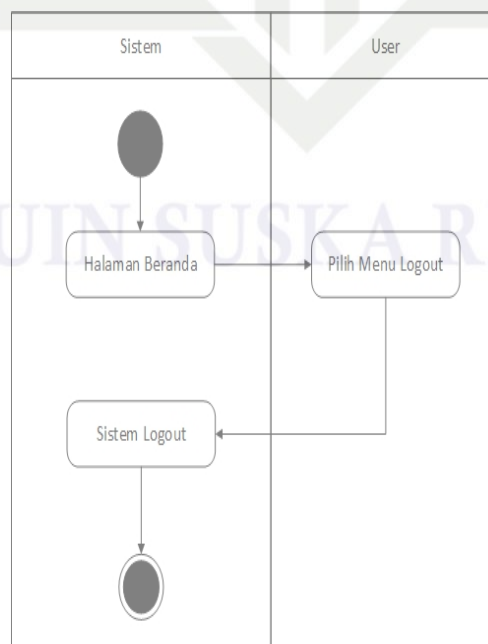 Sistem
User
UIN SUSKA R
Halaman Beranda
Pilih Menu Logout
Sistem Logout